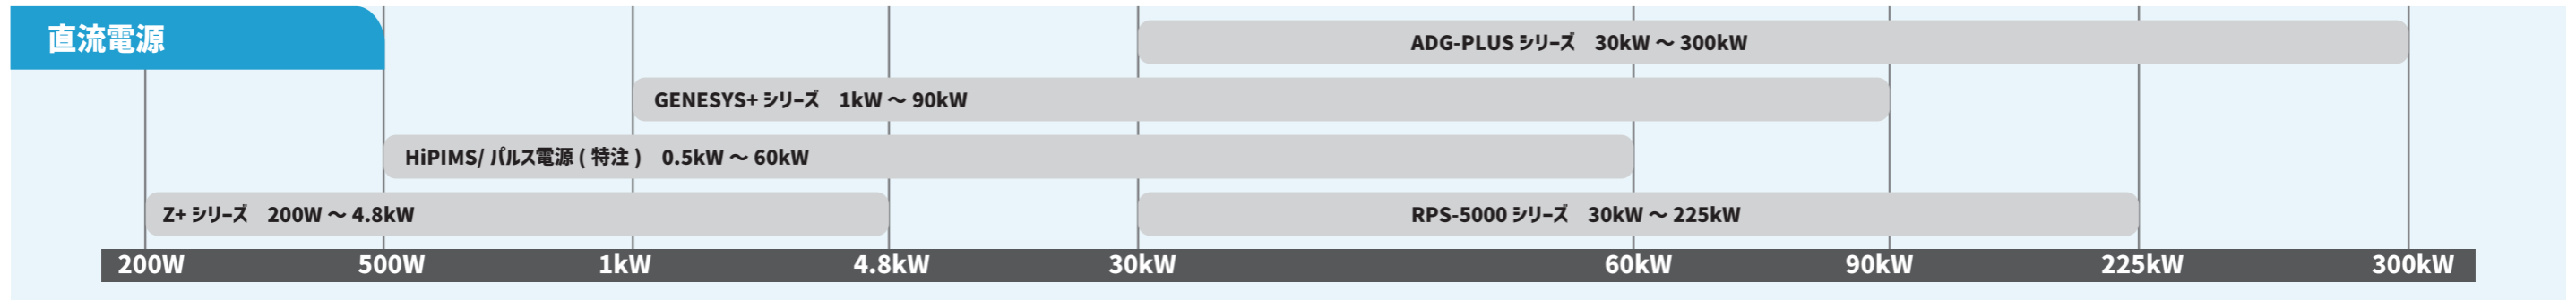 直流電源
ADG-PLUS シリーズ 30kW ～ 300kW
GENESYS+ シリーズ 1kW ～ 90kW
HiPIMS/ パルス電源 ( 特注 ) 0.5kW ～ 60kW
Z+ シリーズ 200W ～ 4.8kW
RPS-5000 シリーズ 30kW ～ 225kW
200W 500W 1kW 4.8kW 30kW 60kW 90kW 225kW 300kW